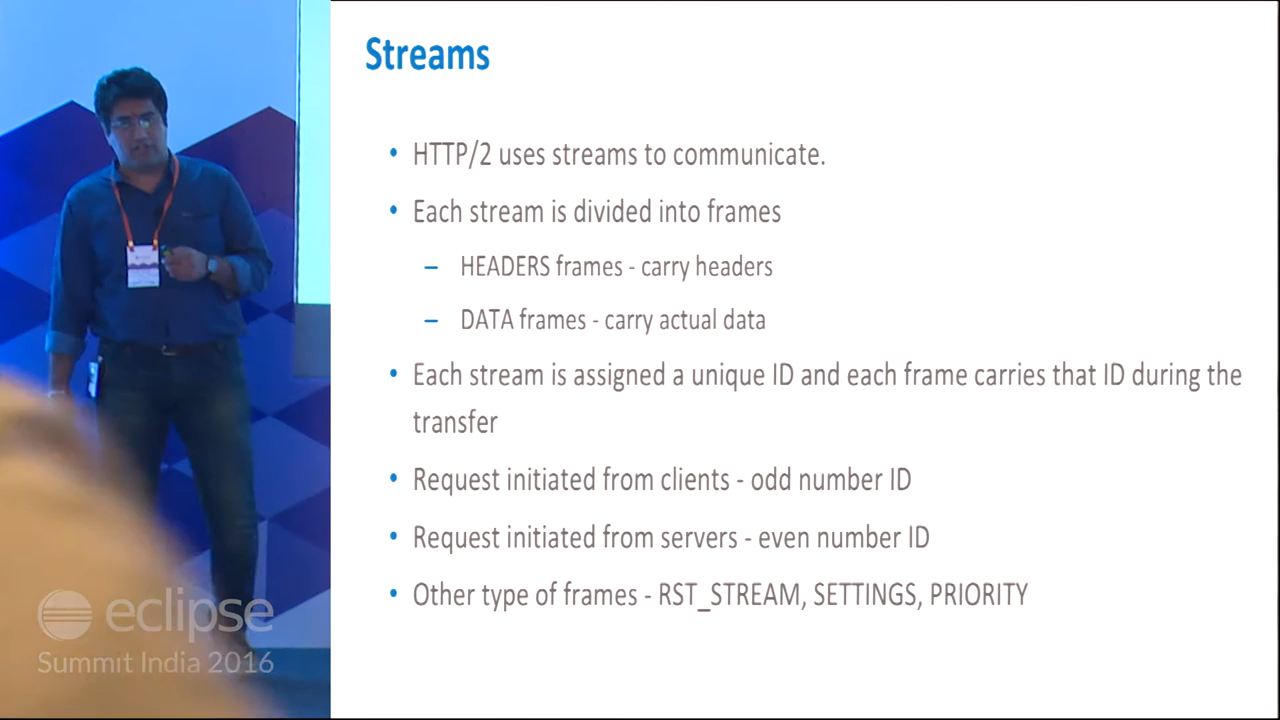 Streams
• HTTP/2 uses streams to communicate.
• Each stream is divided into frames
– HEADERS frames - carry headers
– DATA frames - carry actual data
• Each stream is assigned a unique ID and each frame carries that ID during the
transfer
• Request initiated from clients - odd number ID
• Request initiated from servers - even number ID
• Other type of frames - RST_STREAM, SETTINGS, PRIORITY
eclipse
Summit India 2016